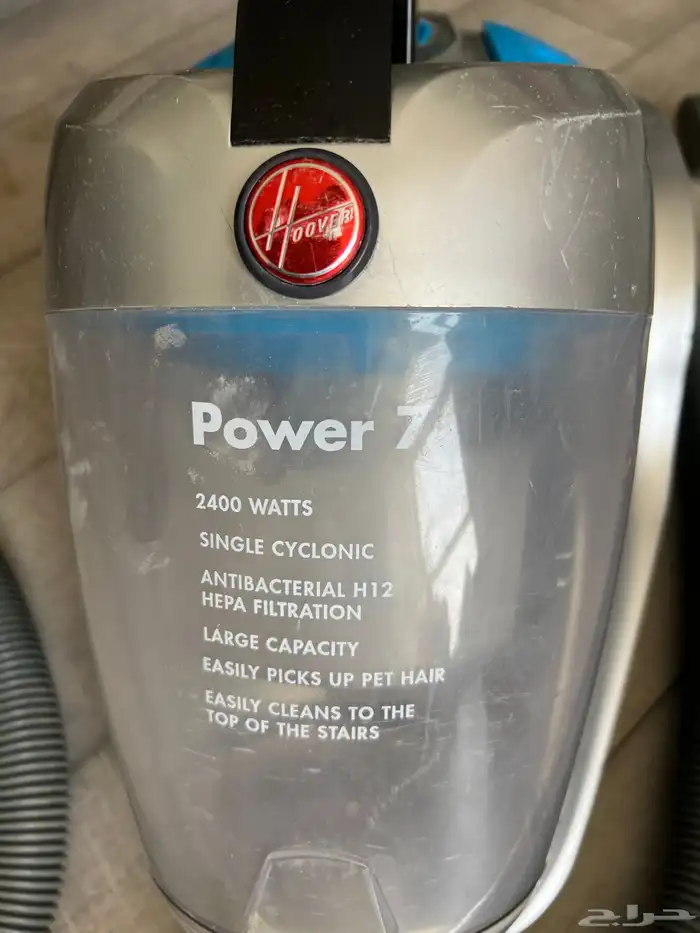 HOOVER
Power 7
2400 WATTS
SINGLE CYCLONIC
ANTIBACTERIAL H12
HEPA FILTRATION
LARGE CAPACITY
EASILY PICKS UP PET HAIR
EASILY CLEANS TO THE
TOP OF THE STAIRS
حراج